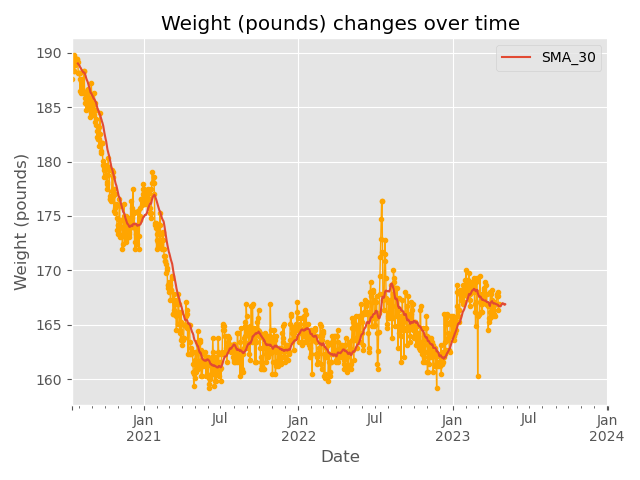 Weight (pounds) changes over time
SMA_30
190
185
180
175
170
165
160
Weight (pounds)
Jan
2021
Jul
Jan
2022
Jul
Jan
2023
Jul
Jan
2024
Date